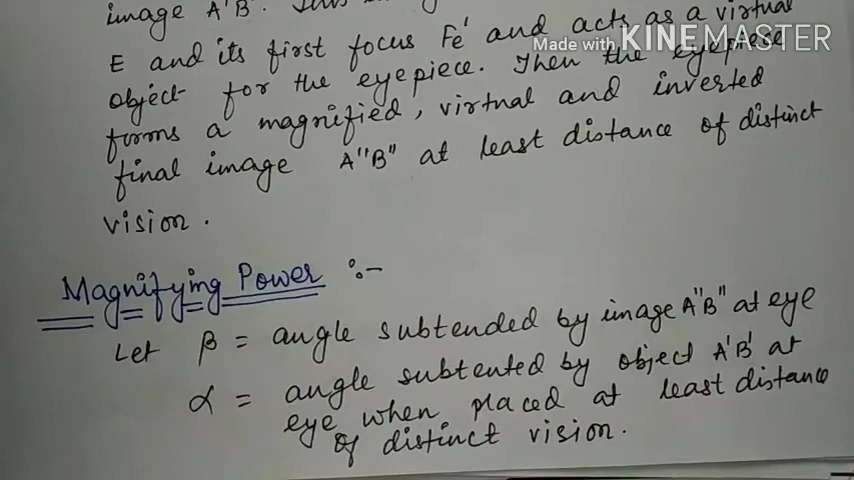 image A'B'.
E and its first focus Fe' and acts as a virtual
Made with KINEMASTER
object for the eyepiece. Then the eyepiece
forms a magnified, virtual and inverted
final image A"B" at least distance of distinct
vision.
Magnifying Power :-
Let β = angle subtended by image A"B" at eye
α = angle subtented by object A'B' at
eye when placed at least distance
of distinct vision.